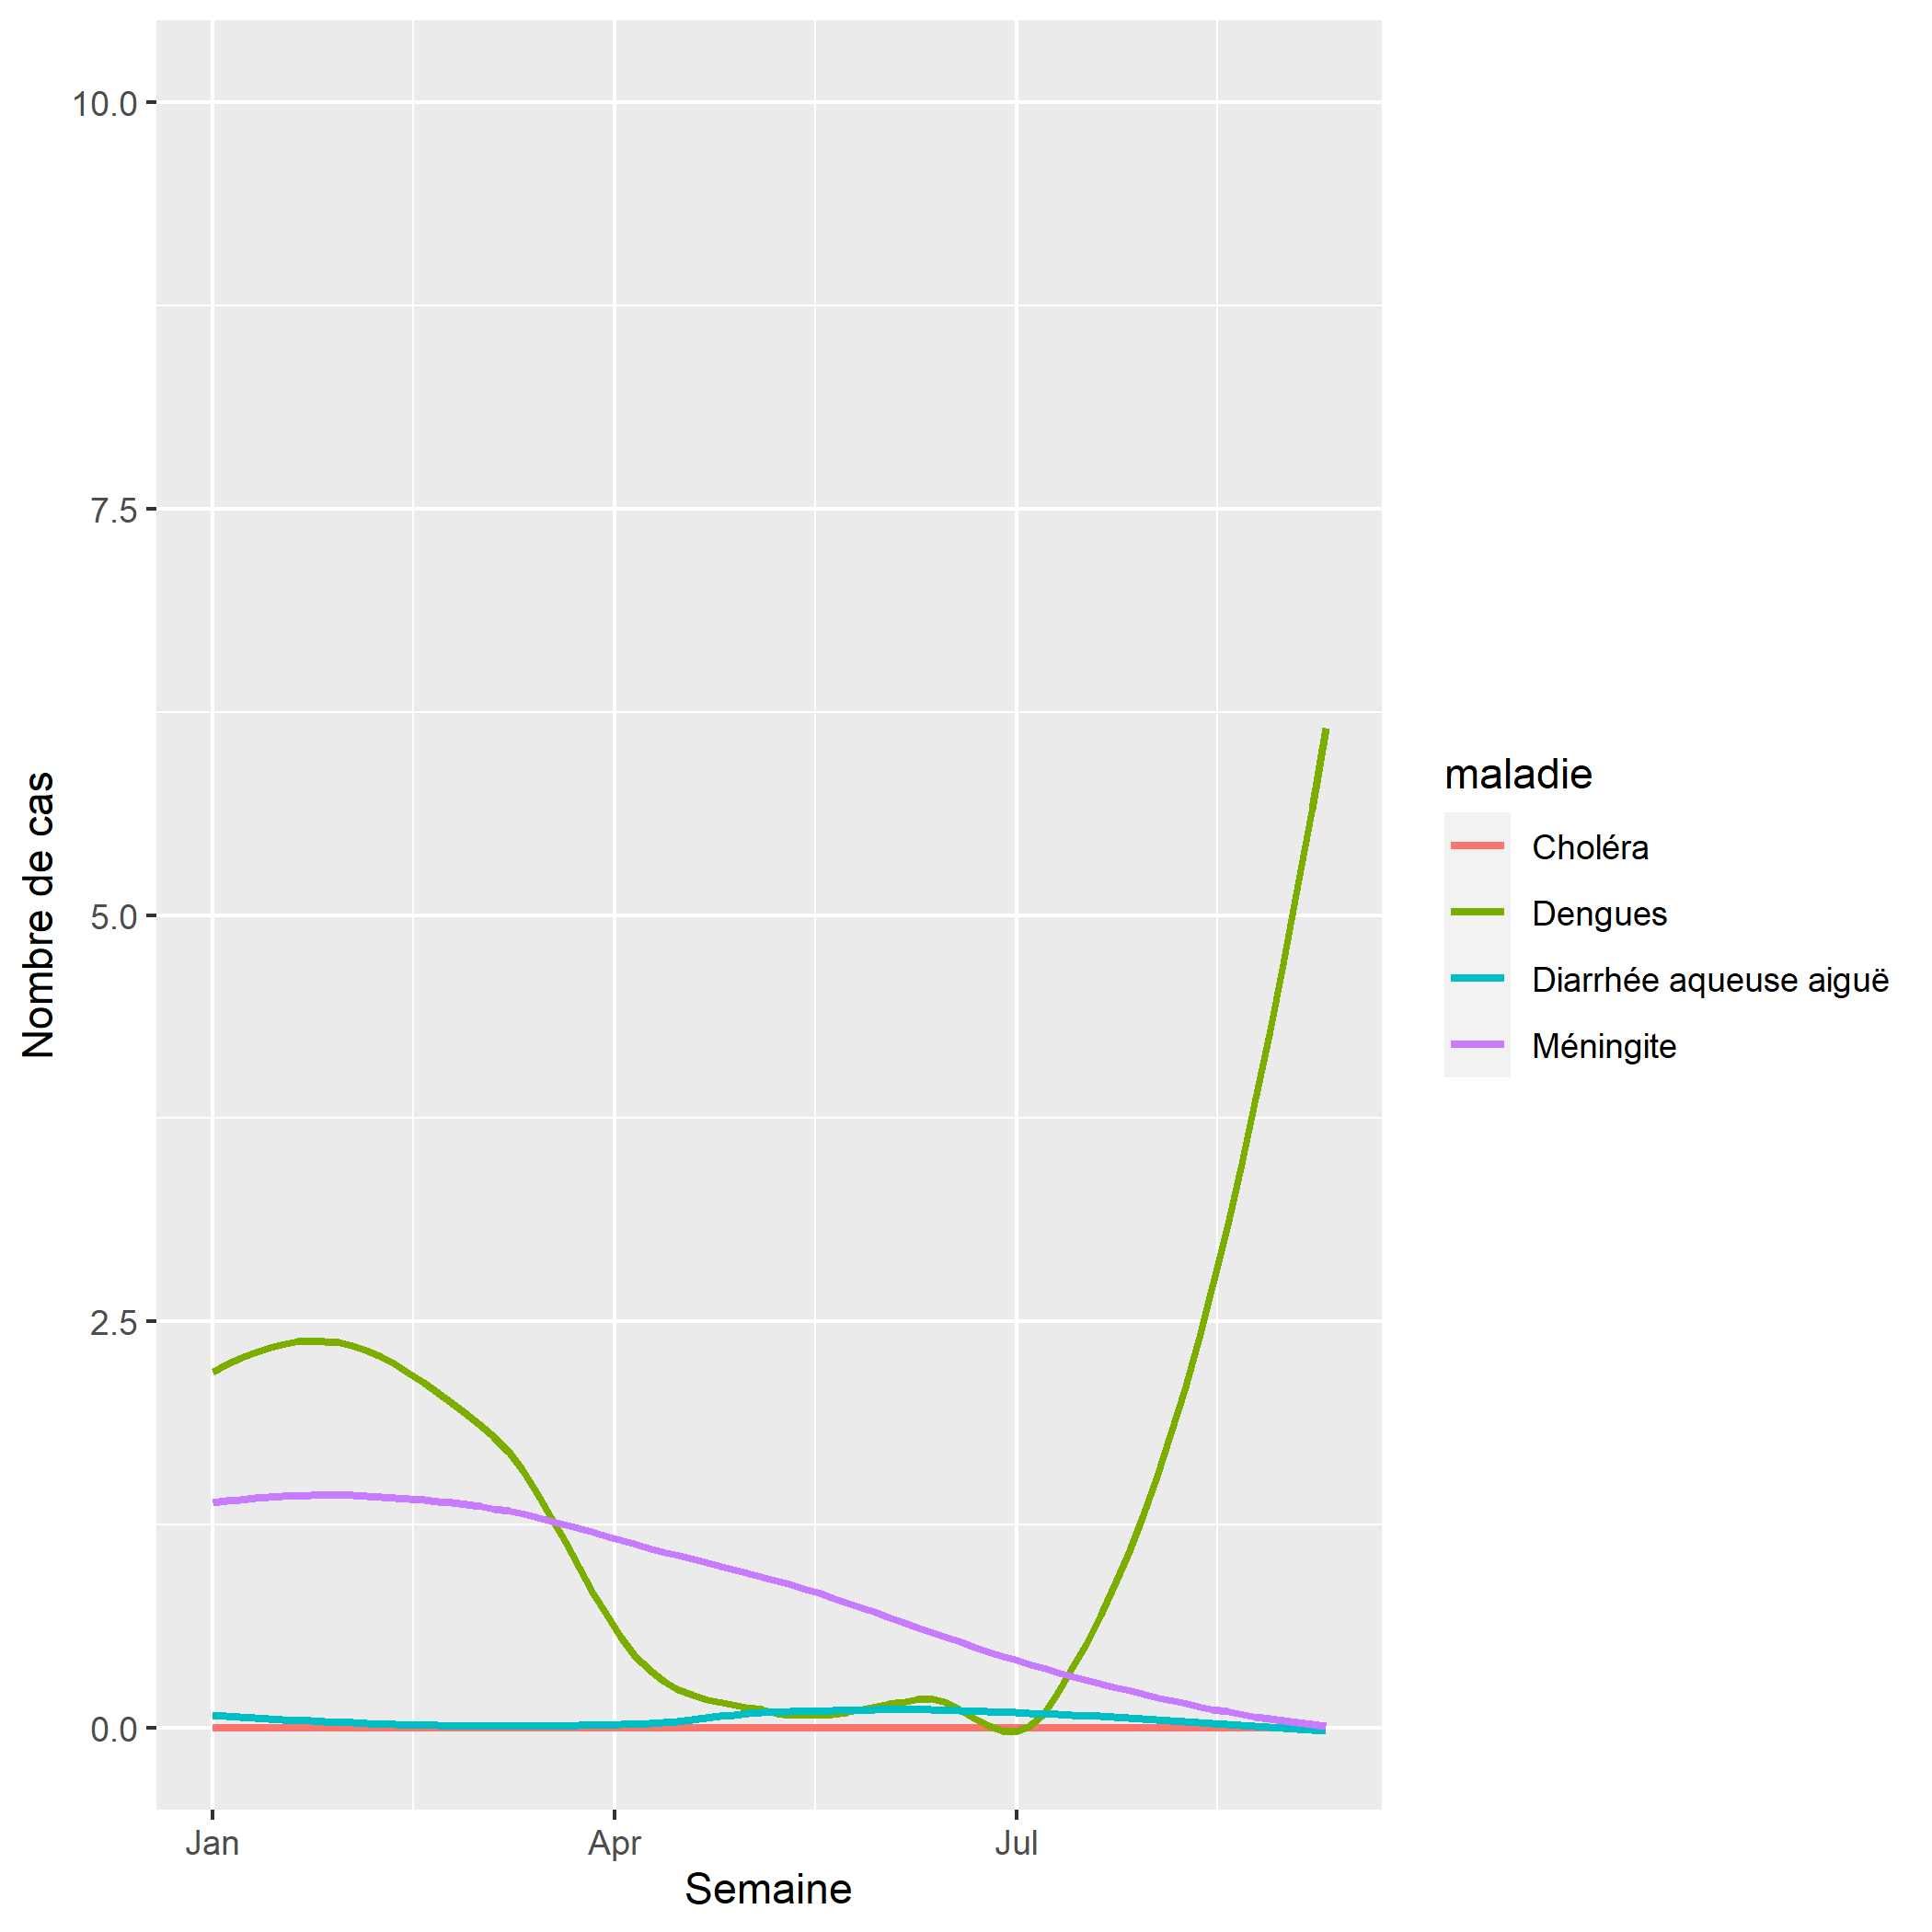 10.0
7.5
5.0
2.5
0.0
Nombre de cas
Jan
Apr
Jul
Semaine
maladie
Choléra
Dengues
Diarrhée aqueuse aiguë
Méningite